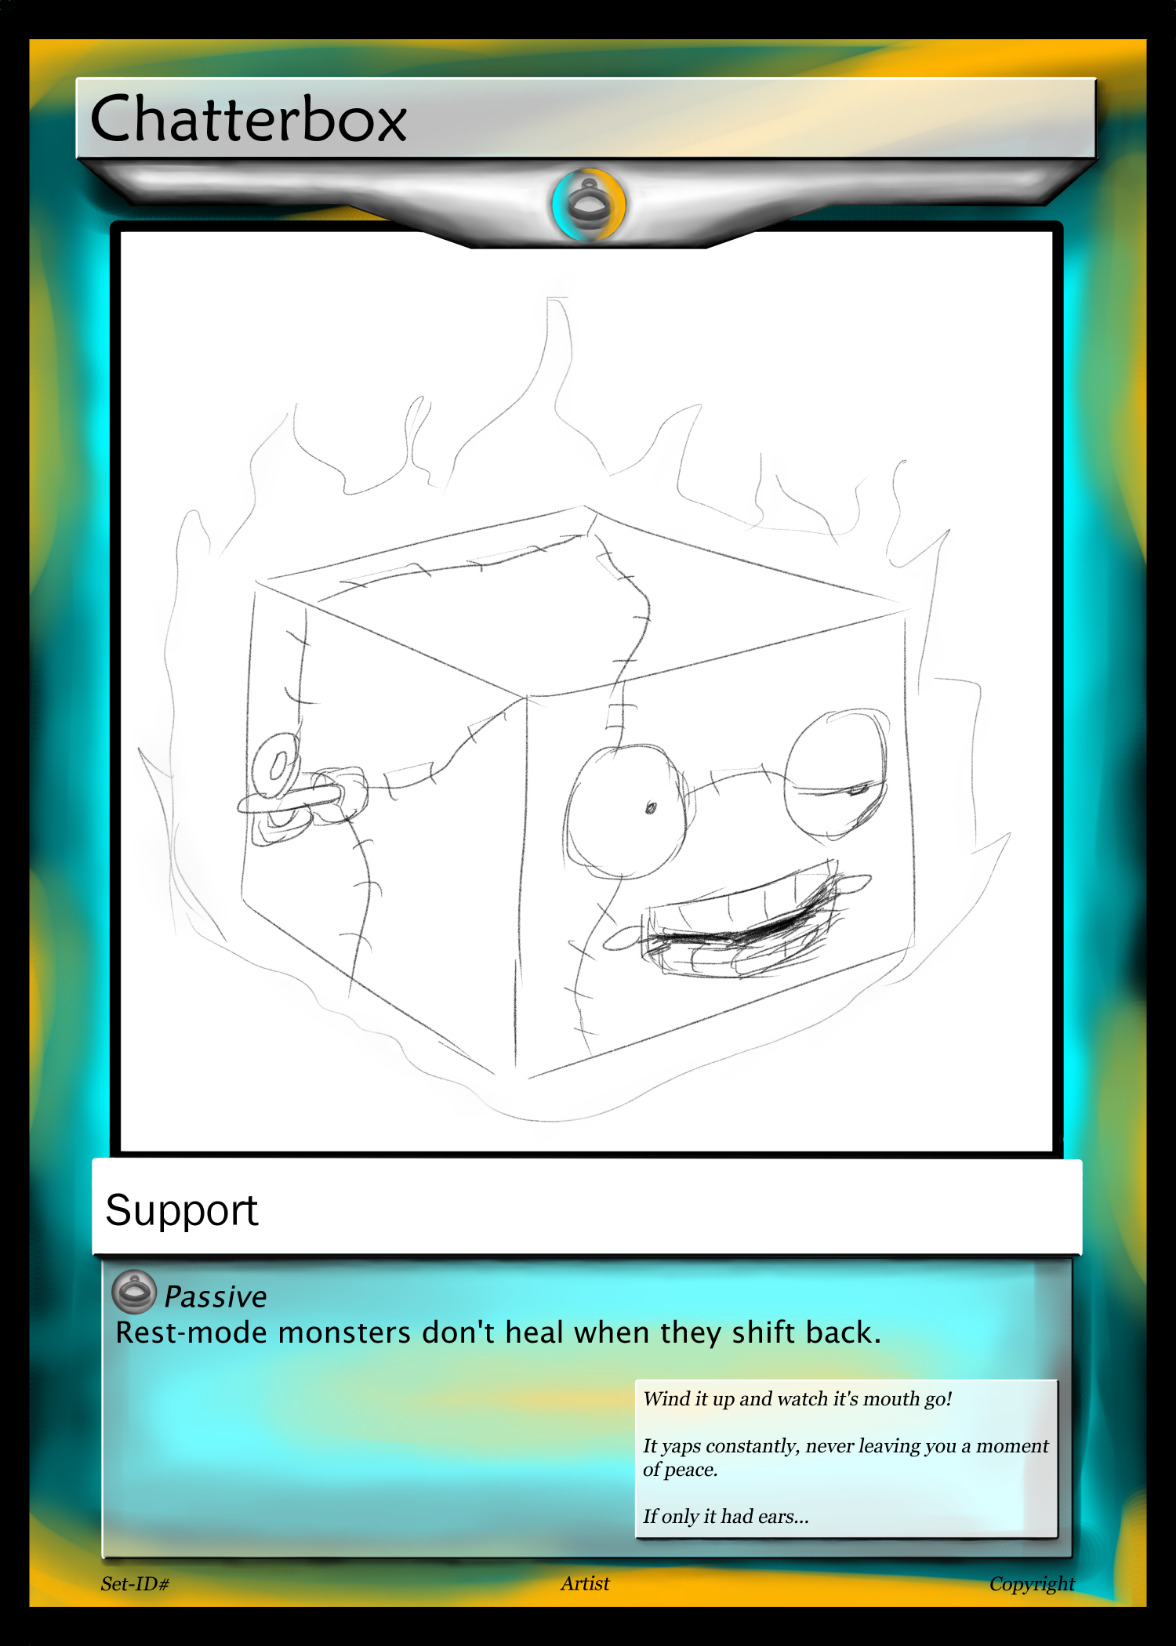 Chatterbox
Support
Passive
Rest-mode monsters don't heal when they shift back.
Wind it up and watch it's mouth go!
It yaps constantly, never leaving you a moment
of peace.
If only it had ears...
Set-ID#
Artist
Copyright